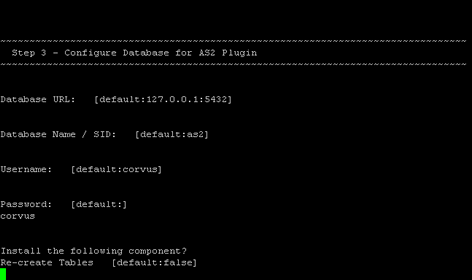 ~~~~~~~~~~~~~~~~~~~~~~~~~~~~~~~~~~~~~~~~~~~~~~~~~~~~~~~~~~~~~~~~~~~~~~~~~~~~~~
Step 3 - Configure Database for AS2 Plugin
~~~~~~~~~~~~~~~~~~~~~~~~~~~~~~~~~~~~~~~~~~~~~~~~~~~~~~~~~~~~~~~~~~~~~~~~~~~~~~
Database URL: [default:127.0.0.1:5432]
Database Name / SID: [default:as2]
Username: [default:corvus]
Password: [default:]
corvus
Install the following component?
Re-create Tables [default:false]